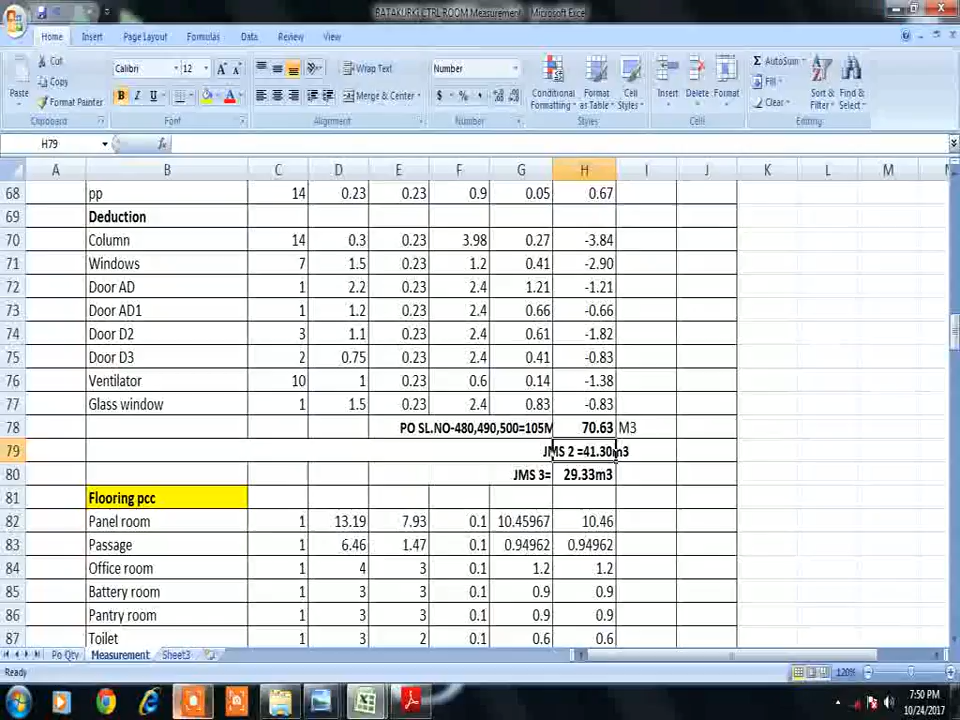 BATAKURKI CTRL ROOM Measurement - Microsoft Excel
Home Insert Page Layout Formulas Data Review View
Cut
Copy
Format Painter
Paste
Clipboard
Calibri 12
B I U
Font
Wrap Text
Merge & Center
Alignment
Number
$ % ,
Number
Conditional Formatting
Format as Table
Cell Styles
Styles
Insert Delete Format
Cell
AutoSum
Fill
Clear
Sort & Filter
Find & Select
Editing
H79 fx
A B C D E F G H I J K L M
68 pp 14 0.23 0.23 0.9 0.05 0.67
69 Deduction
70 Column 14 0.3 0.23 3.98 0.27 -3.84
71 Windows 7 1.5 0.23 1.2 0.41 -2.90
72 Door AD 1 2.2 0.23 2.4 1.21 -1.21
73 Door AD1 1 1.2 0.23 2.4 0.66 -0.66
74 Door D2 3 1.1 0.23 2.4 0.61 -1.82
75 Door D3 2 0.75 0.23 2.4 0.41 -0.83
76 Ventilator 10 1 0.23 0.6 0.14 -1.38
77 Glass window 1 1.5 0.23 2.4 0.83 -0.83
78 PO SL.NO-480,490,500=105M 70.63 M3
79 JMS 2 =41.30m3
80 JMS 3= 29.33m3
81 Flooring pcc
82 Panel room 1 13.19 7.93 0.1 10.45967 10.46
83 Passage 1 6.46 1.47 0.1 0.94962 0.94962
84 Office room 1 4 3 0.1 1.2 1.2
85 Battery room 1 3 3 0.1 0.9 0.9
86 Pantry room 1 3 3 0.1 0.9 0.9
87 Toilet 1 3 2 0.1 0.6 0.6
Po Qty Measurement Sheet3
Ready 120%
7:50 PM
10/24/2017